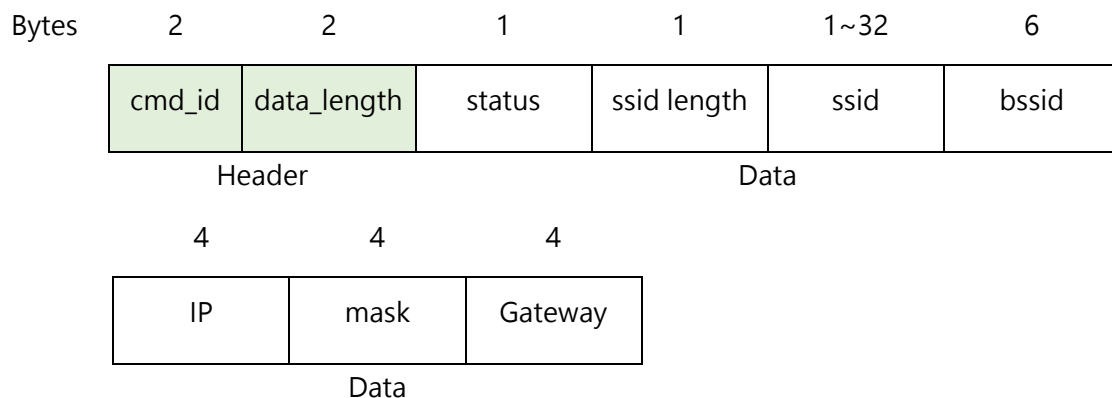 Bytes 2 2 1 1 1~32 6
cmd_id data_length status ssid length ssid bssid
Header Data
4 4 4
IP mask Gateway
Data